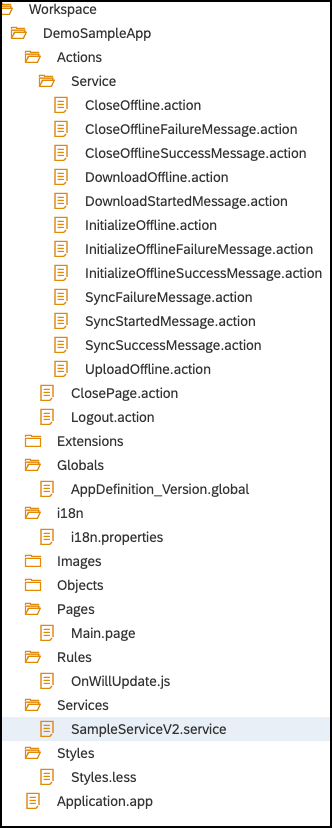 Workspace
DemoSampleApp
Actions
Service
CloseOffline.action
CloseOfflineFailureMessage.action
CloseOfflineSuccessMessage.action
DownloadOffline.action
DownloadStartedMessage.action
InitializeOffline.action
InitializeOfflineFailureMessage.action
InitializeOfflineSuccessMessage.action
SyncFailureMessage.action
SyncStartedMessage.action
SyncSuccessMessage.action
UploadOffline.action
ClosePage.action
Logout.action
Extensions
Globals
AppDefinition_Version.global
i18n
i18n.properties
Images
Objects
Pages
Main.page
Rules
OnWillUpdate.js
Services
SampleServiceV2.service
Styles
Styles.less
Application.app